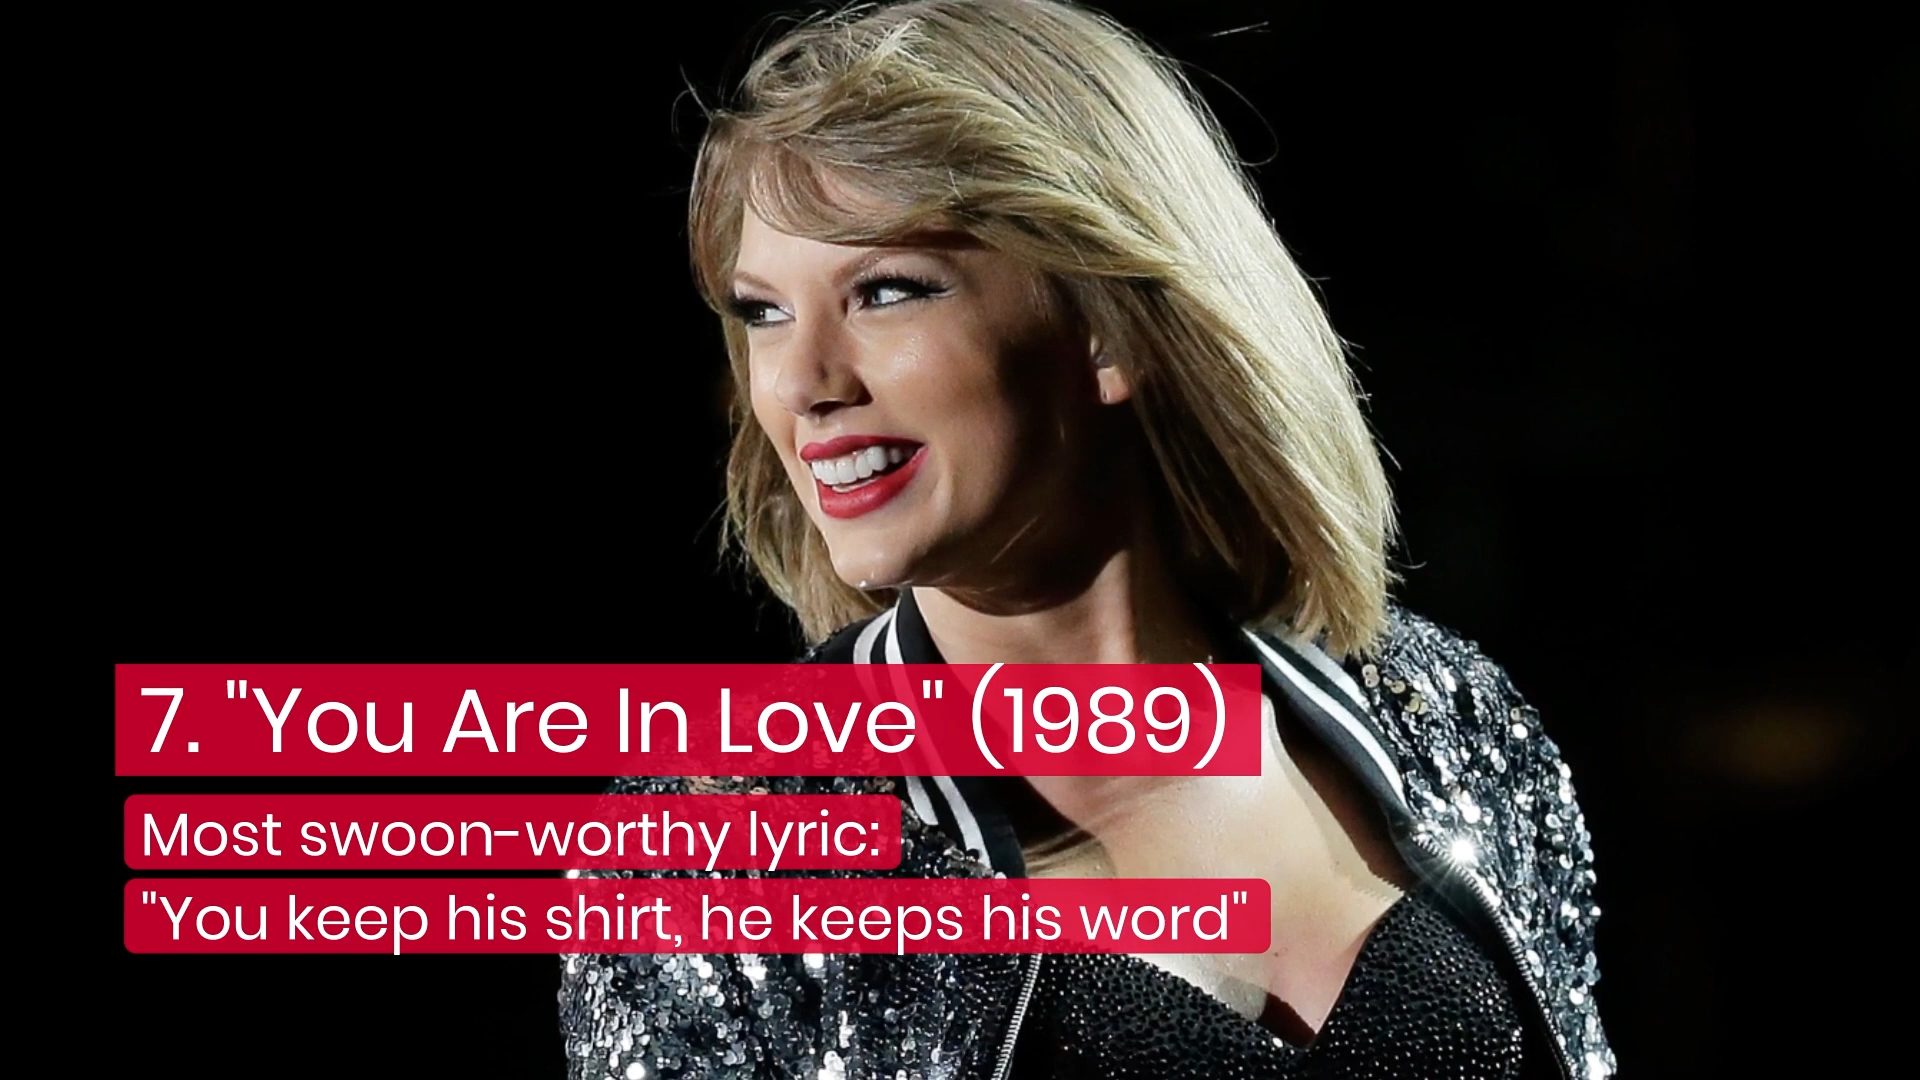 7. "You Are In Love" (1989)
Most swoon-worthy lyric:
"You keep his shirt, he keeps his word"